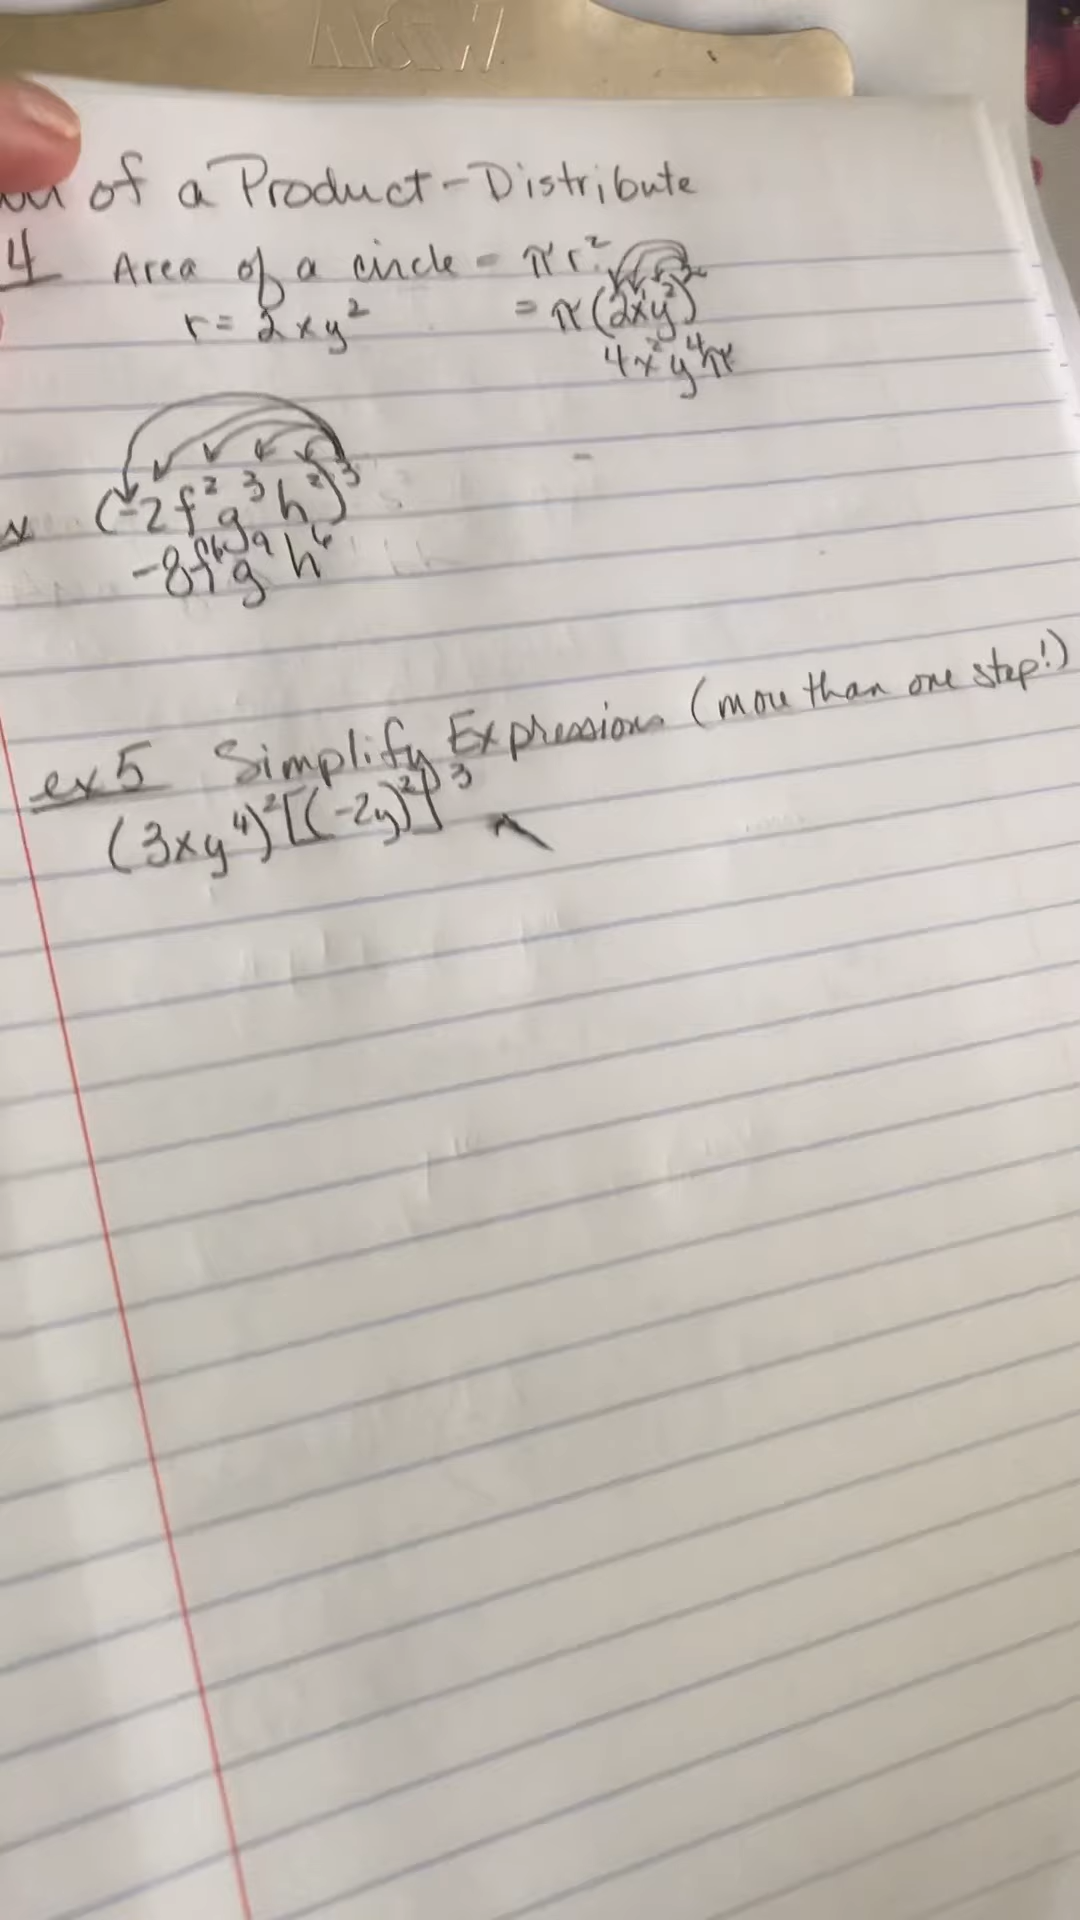 of a Product-Distribute
4 Area of a circle = πr²
r = 2xy² = π(2x¹y²)²
4x²y⁴π
(-2f²g³h²)³
-8f⁶g⁹h⁶
ex 5 Simplify Expressions (more than one step!)
(3xy⁴)²[(-2y)²]³